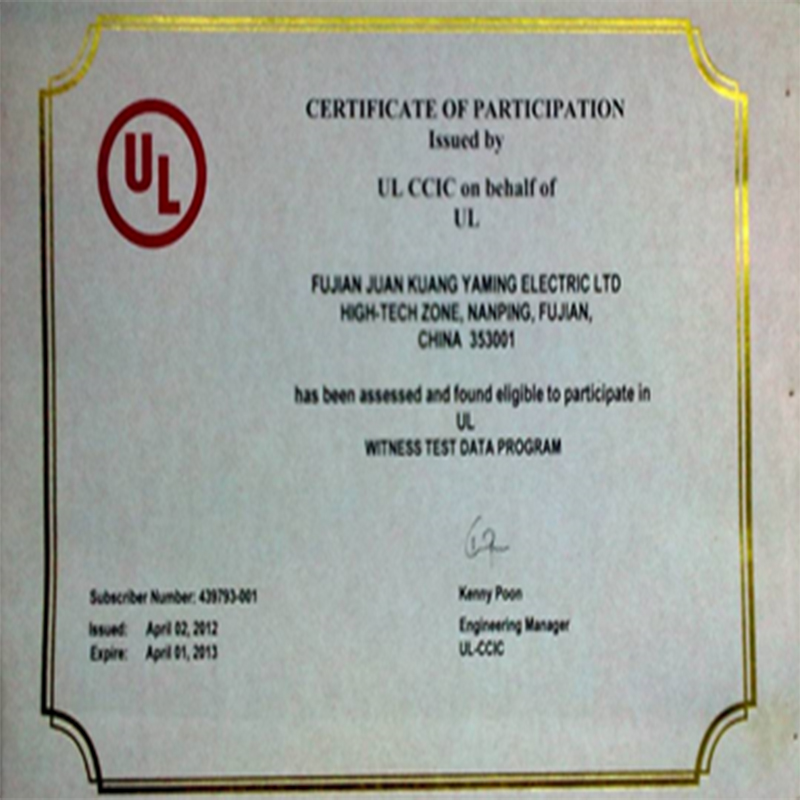 UL
CERTIFICATE OF PARTICIPATION
Issued by
UL CCIC on behalf of
UL
FUJIAN JUAN KUANG YAMING ELECTRIC LTD
HIGH-TECH ZONE, NANPING, FUJIAN,
CHINA 353001
has been assessed and found eligible to participate in
UL
WITNESS TEST DATA PROGRAM
Subscriber Number: 439793-001
Issued: April 02, 2012
Expire: April 01, 2013
Kenny Poon
Engineering Manager
UL-CCIC